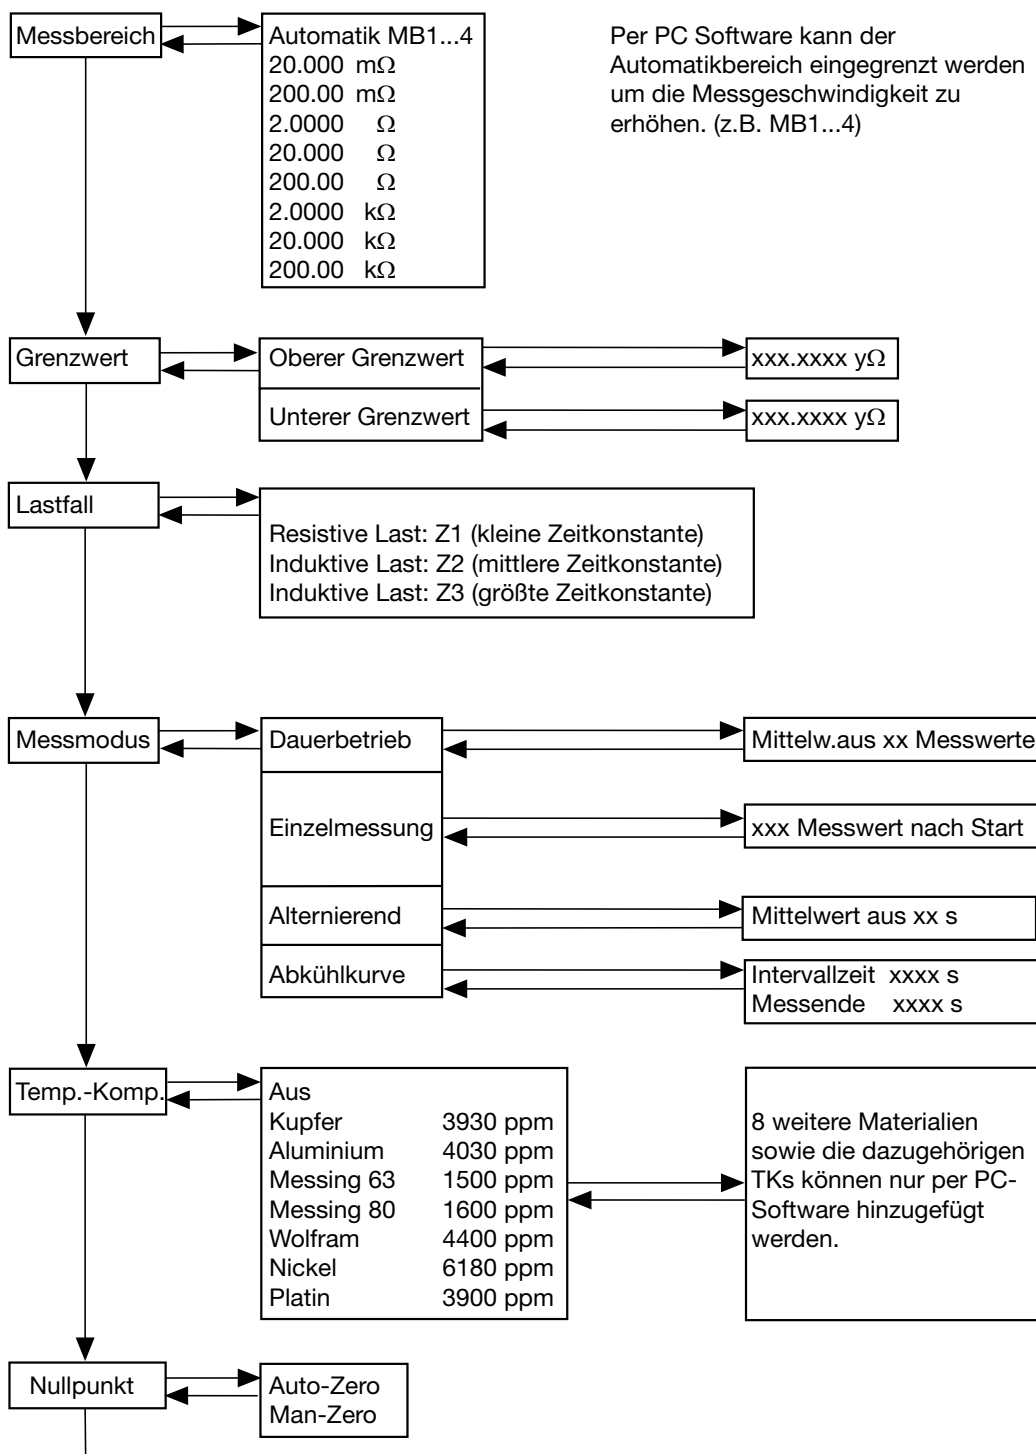 Messbereich
Automatik MB1...4
20.000 mΩ
200.00 mΩ
2.0000 Ω
20.000 Ω
200.00 Ω
2.0000 kΩ
20.000 kΩ
200.00 kΩ
Per PC Software kann der
Automatikbereich eingegrenzt werden
um die Messgeschwindigkeit zu
erhöhen. (z.B. MB1...4)
Grenzwert
Oberer Grenzwert
xxx.xxxx yΩ
Unterer Grenzwert
xxx.xxxx yΩ
Lastfall
Resistive Last: Z1 (kleine Zeitkonstante)
Induktive Last: Z2 (mittlere Zeitkonstante)
Induktive Last: Z3 (größte Zeitkonstante)
Messmodus
Dauerbetrieb
Mittelw.aus xx Messwerte
Einzelmessung
xxx Messwert nach Start
Alternierend
Mittelwert aus xx s
Abkühlkurve
Intervallzeit xxxx s
Messende xxxx s
Temp.-Komp.
Aus
Kupfer 3930 ppm
Aluminium 4030 ppm
Messing 63 1500 ppm
Messing 80 1600 ppm
Wolfram 4400 ppm
Nickel 6180 ppm
Platin 3900 ppm
8 weitere Materialien
sowie die dazugehörigen
TKs können nur per PC-
Software hinzugefügt
werden.
Nullpunkt
Auto-Zero
Man-Zero